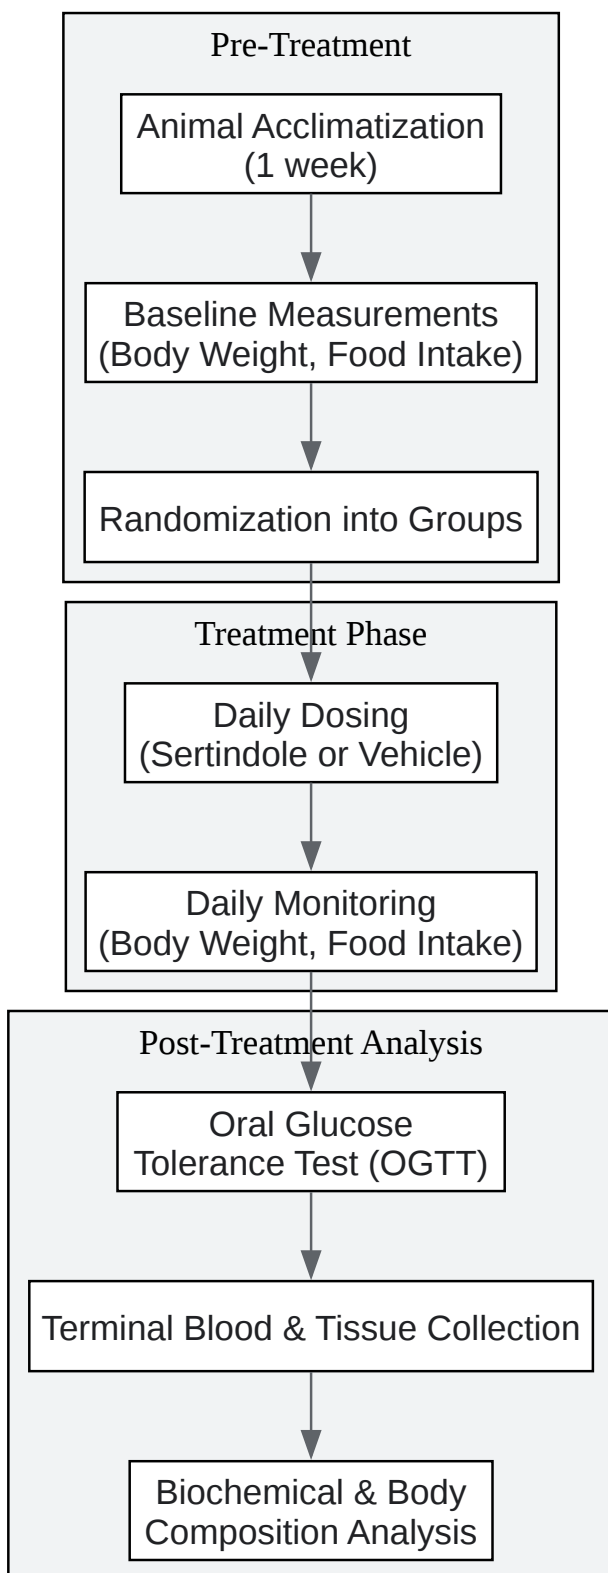 Pre-Treatment
Animal Acclimatization
(1 week)
Baseline Measurements
(Body Weight, Food Intake)
Randomization into Groups
Treatment Phase
Daily Dosing
(Sertindole or Vehicle)
Daily Monitoring
(Body Weight, Food Intake)
Post-Treatment Analysis
Oral Glucose
Tolerance Test (OGTT)
Terminal Blood & Tissue Collection
Biochemical & Body
Composition Analysis